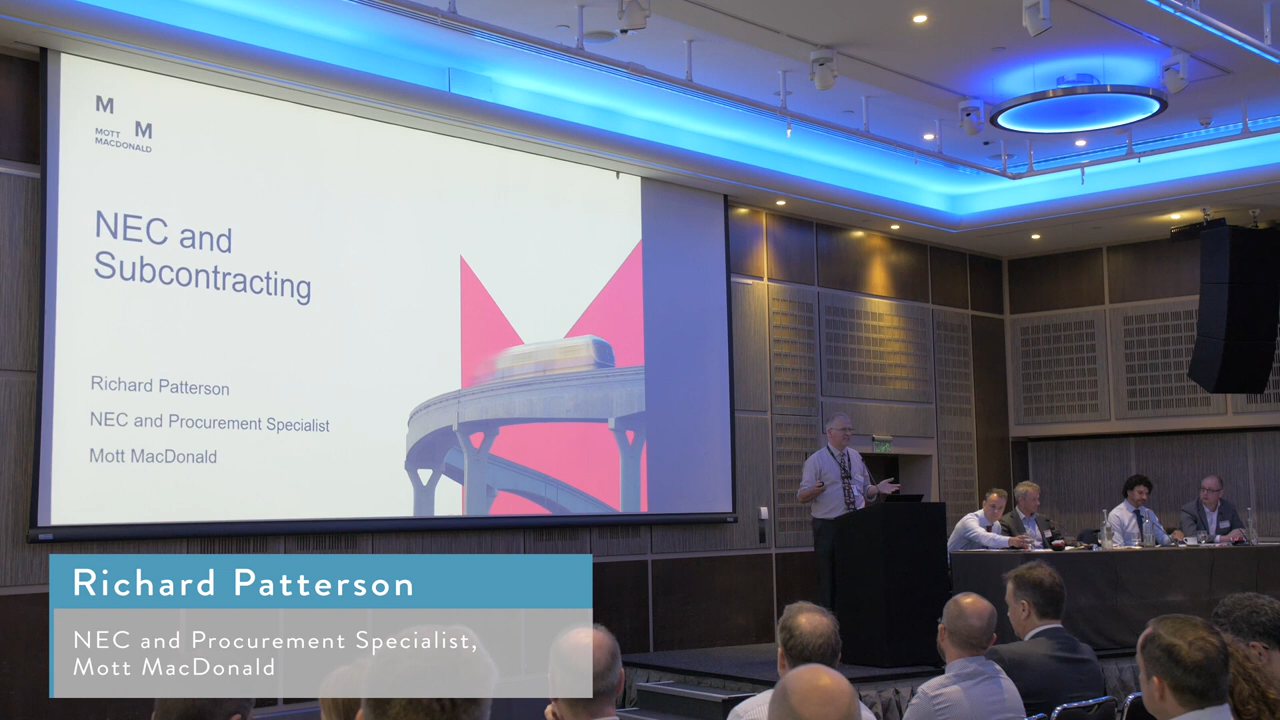 M
M
MOTT
MACDONALD
NEC and
Subcontracting
Richard Patterson
NEC and Procurement Specialist
Mott MacDonald
Richard Patterson
NEC and Procurement Specialist,
Mott MacDonald